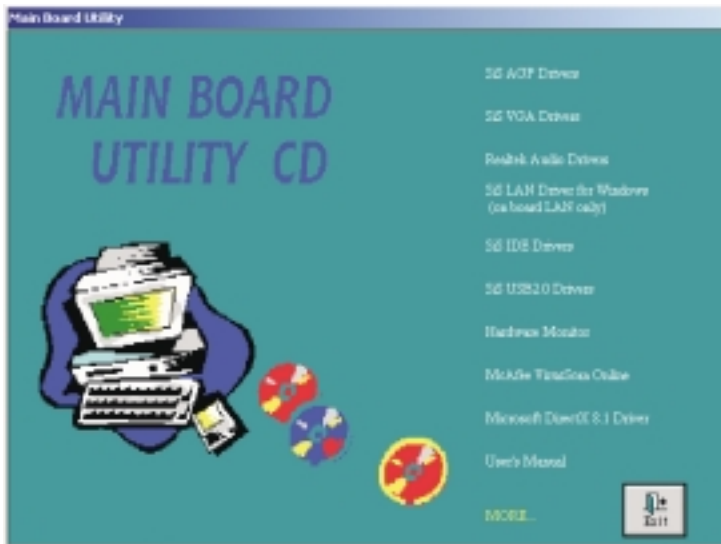 Main Board Utility
MAIN BOARD
UTILITY CD
SiS AGP Drivers
SiS VGA Drivers
Realtek Audio Drivers
SiS LAN Driver for Windows
(on board LAN only)
SiS IDE Drivers
SiS USB2.0 Drivers
Hardware Monitor
McAfee VirusScan Online
Microsoft DirectX 8.1 Driver
User's Manual
MORE...
Exit